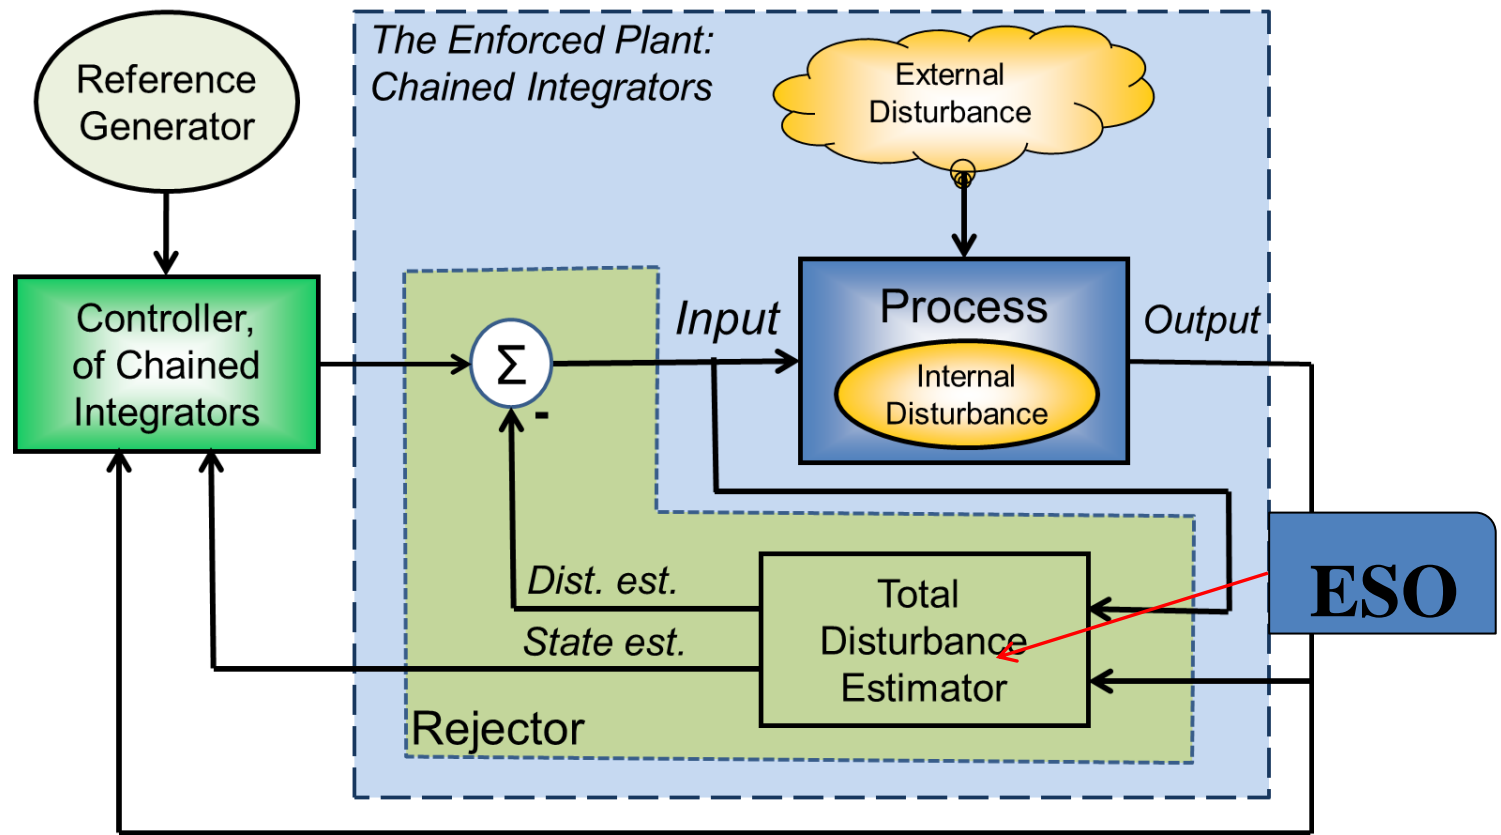 Reference
Generator
The Enforced Plant:
Chained Integrators
External
Disturbance
Controller,
of Chained
Integrators
Σ
-
Input
Process
Internal
Disturbance
Output
Dist. est.
State est.
Total
Disturbance
Estimator
ESO
Rejector